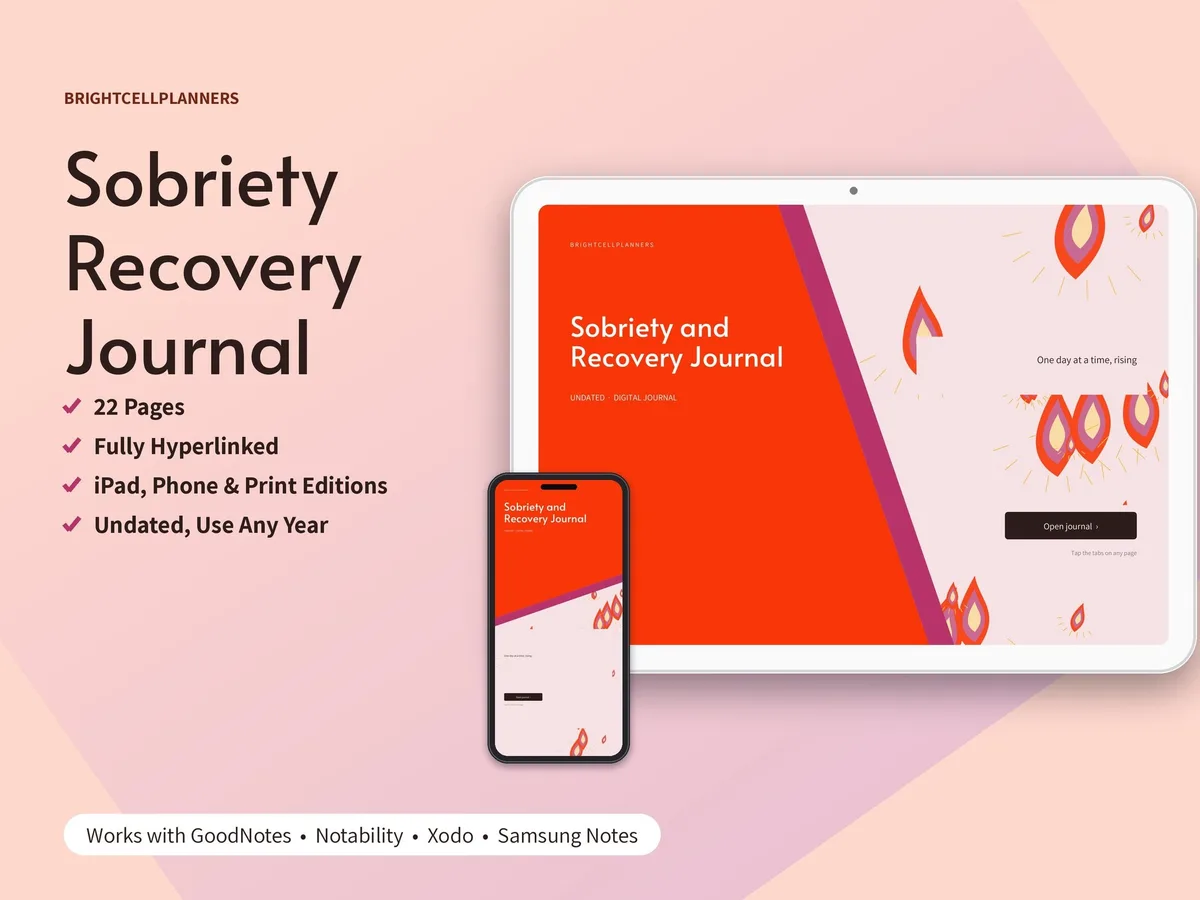 BRIGHTCELLPLANNERS
Sobriety
Recovery
Journal
22 Pages
Fully Hyperlinked
iPad, Phone & Print Editions
Undated, Use Any Year
BRIGHTCELLPLANNERS
Sobriety and
Recovery Journal
UNDATED · DIGITAL JOURNAL
One day at a time, rising
Open journal ›
Tap the tabs on any page
Sobriety and
Recovery Journal
Works with GoodNotes • Notability • Xodo • Samsung Notes